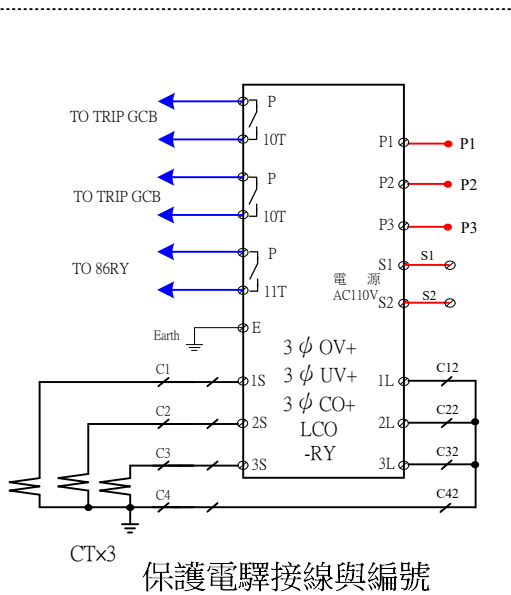 P
TO TRIP GCB
10T
P1 P1
P
P2 P2
TO TRIP GCB
10T
P3 P3
P
S1 S1
TO 86RY
電 源
11T
AC110V S2 S2
Earth E
3 ψ OV+
C1 1S 3 ψ UV+ 1L C12
3 ψ CO+
C2 2S LCO 2L C22
-RY
C3 3S 3L C32
C4 C42
CT×3
保護電驛接線與編號